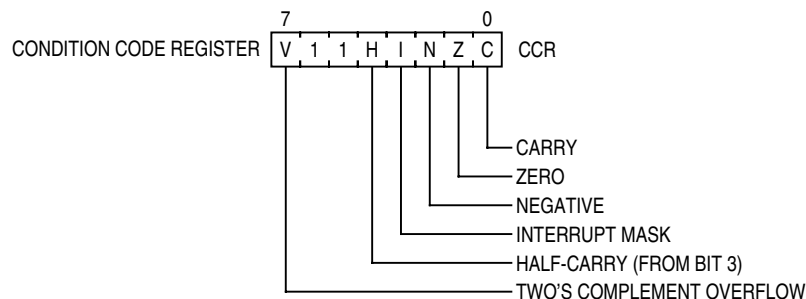 7 0
CONDITION CODE REGISTER V 1 1 H I N Z C CCR
CARRY
ZERO
NEGATIVE
INTERRUPT MASK
HALF-CARRY (FROM BIT 3)
TWO'S COMPLEMENT OVERFLOW